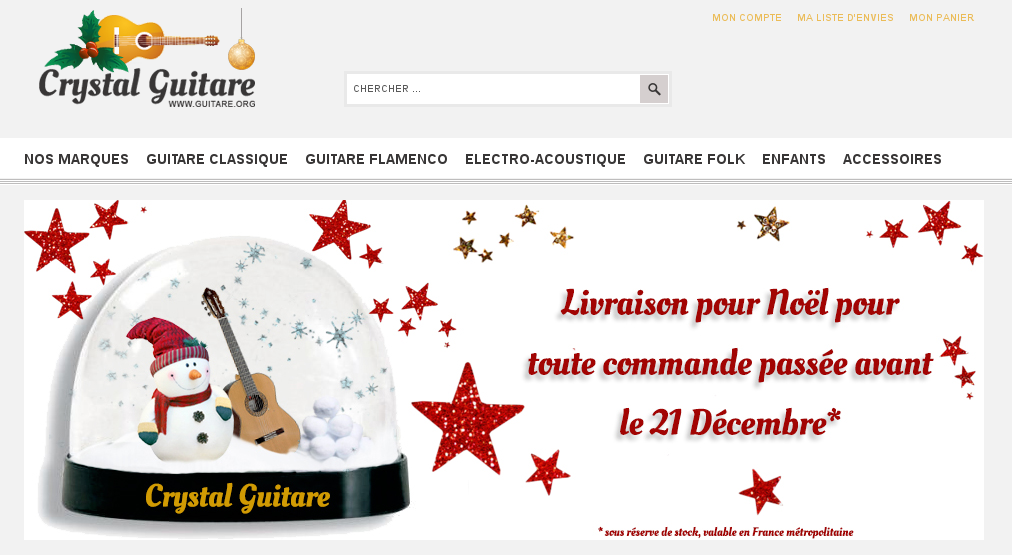 MON COMPTE MA LISTE D'ENVIES MON PANIER
Crystal Guitare
WWW.GUITARE.ORG
CHERCHER ...
NOS MARQUES GUITARE CLASSIQUE GUITARE FLAMENCO ELECTRO-ACOUSTIQUE GUITARE FOLK ENFANTS ACCESSOIRES
Livraison pour Noël pour
toute commande passée avant
le 21 Décembre*
Crystal Guitare
* sous réserve de stock, valable en France métropolitaine